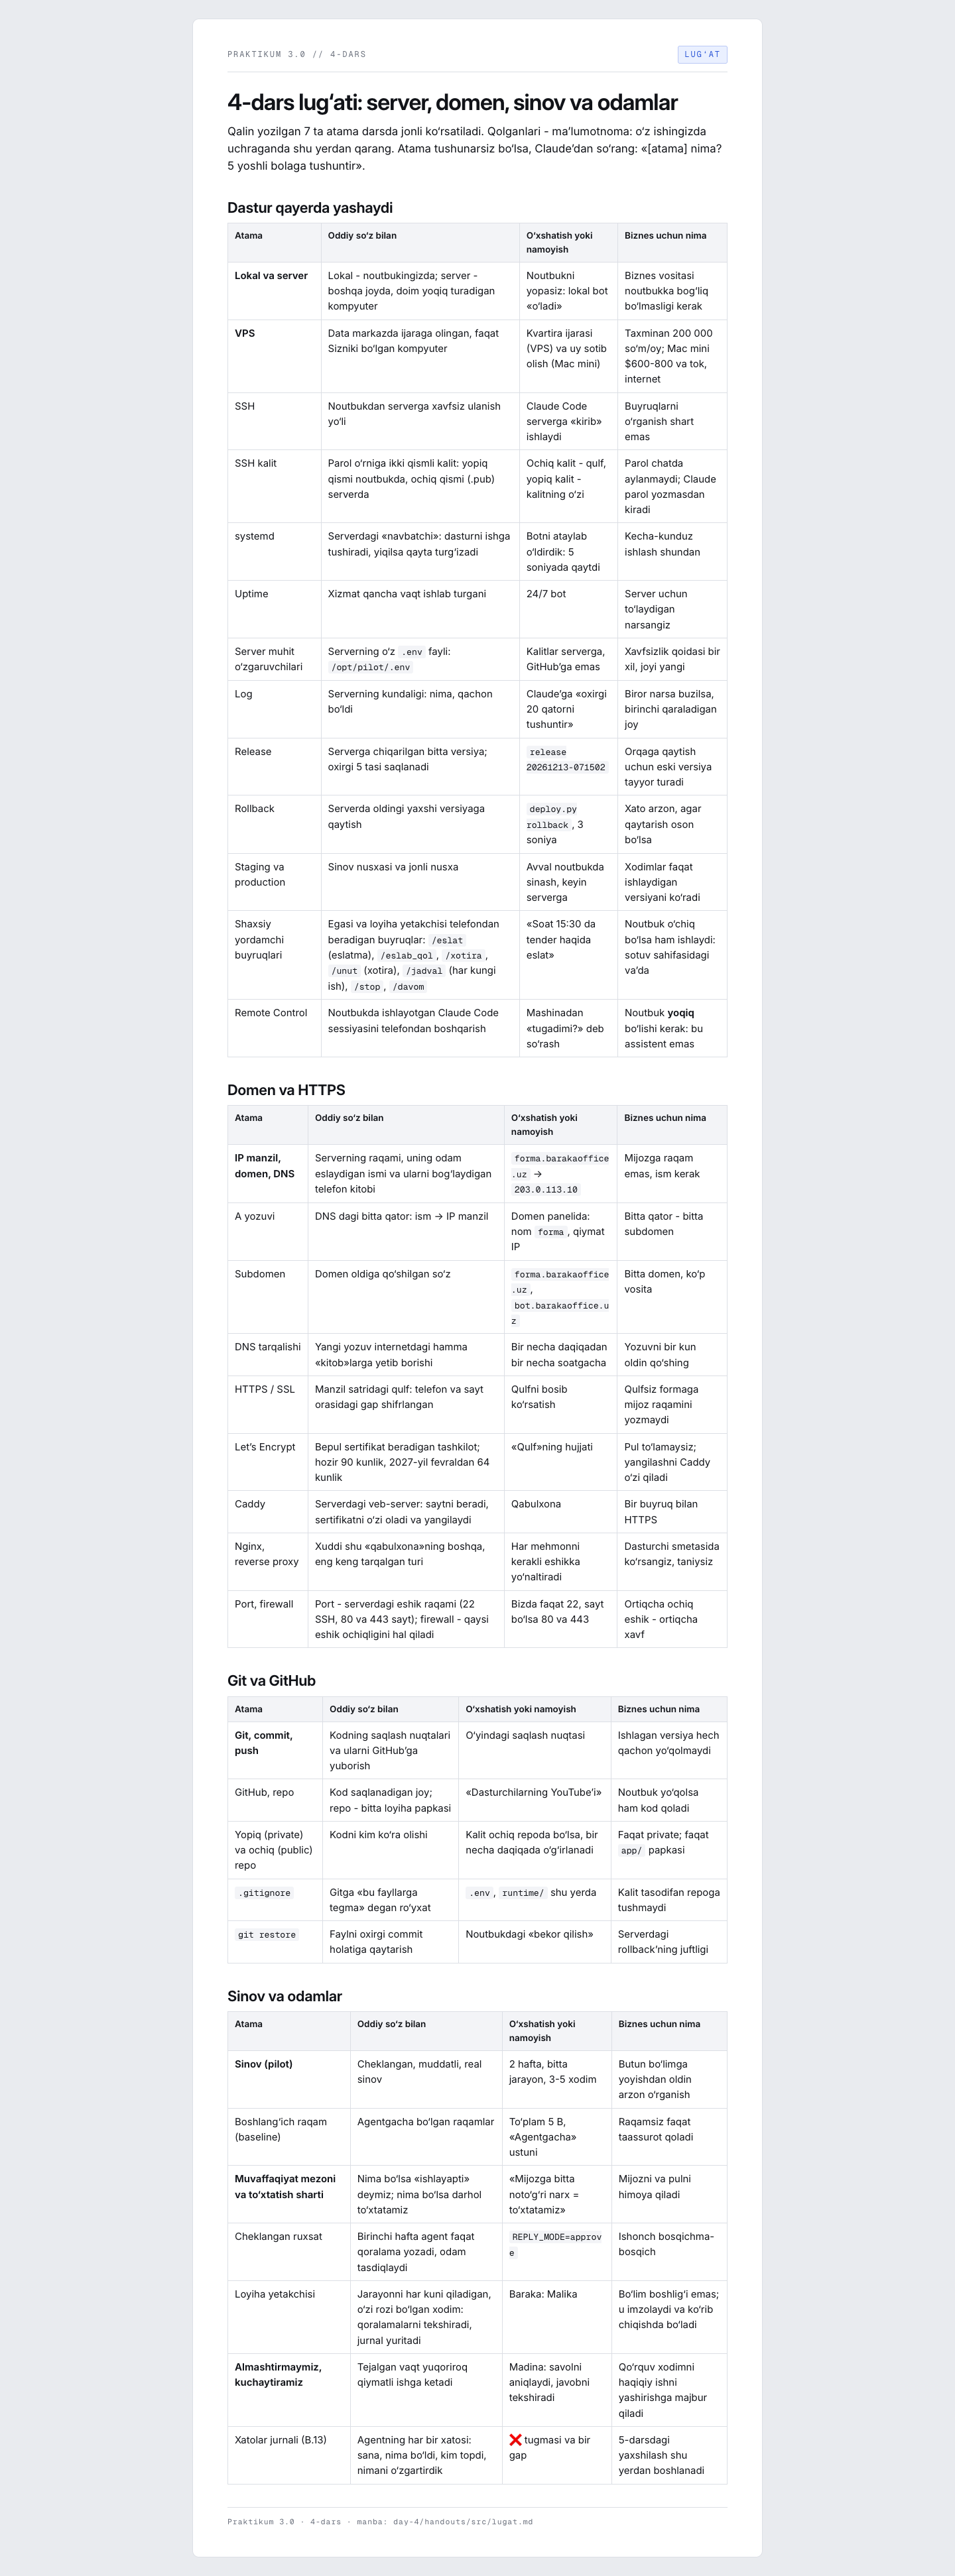 PRAKTIKUM 3.0 // 4-DARS
LUG‘AT
4-dars lug‘ati: server, domen, sinov va odamlar
Qalin yozilgan 7 ta atama darsda jonli ko‘rsatiladi. Qolganlari - ma’lumotnoma: o‘z ishingizda
uchraganda shu yerdan qarang. Atama tushunarsiz bo‘lsa, Claude’dan so‘rang: «[atama] nima?
5 yoshli bolaga tushuntir».
Dastur qayerda yashaydi
Atama
Oddiy so‘z bilan
O‘xshatish yoki
namoyish
Biznes uchun nima
Lokal va server
Lokal - noutbukingizda; server -
boshqa joyda, doim yoqiq turadigan
kompyuter
Noutbukni
yopasiz: lokal bot
«o‘ladi»
Biznes vositasi
noutbukka bog‘liq
bo‘lmasligi kerak
VPS
Data markazda ijaraga olingan, faqat
Sizniki bo‘lgan kompyuter
Kvartira ijarasi
(VPS) va uy sotib
olish (Mac mini)
Taxminan 200 000
so‘m/oy; Mac mini
$600-800 va tok,
internet
SSH
Noutbukdan serverga xavfsiz ulanish
yo‘li
Claude Code
serverga «kirib»
ishlaydi
Buyruqlarni
o‘rganish shart
emas
SSH kalit
Parol o‘rniga ikki qismli kalit: yopiq
qismi noutbukda, ochiq qismi (.pub)
serverda
Ochiq kalit - qulf,
yopiq kalit -
kalitning o‘zi
Parol chatda
aylanmaydi; Claude
parol yozmasdan
kiradi
systemd
Serverdagi «navbatchi»: dasturni ishga
tushiradi, yiqilsa qayta turg‘izadi
Botni ataylab
o‘ldirdik: 5
soniyada qaytdi
Kecha-kunduz
ishlash shundan
Uptime
Xizmat qancha vaqt ishlab turgani
24/7 bot
Server uchun
to‘laydigan
narsangiz
Server muhit
o‘zgaruvchilari
Serverning o‘z .env fayli:
/opt/pilot/.env
Kalitlar serverga,
GitHub’ga emas
Xavfsizlik qoidasi bir
xil, joyi yangi
Log
Serverning kundaligi: nima, qachon
bo‘ldi
Claude’ga «oxirgi
20 qatorni
tushuntir»
Biror narsa buzilsa,
birinchi qaraladigan
joy
Release
Serverga chiqarilgan bitta versiya;
oxirgi 5 tasi saqlanadi
release
20261213-071502
Orqaga qaytish
uchun eski versiya
tayyor turadi
Rollback
Serverda oldingi yaxshi versiyaga
qaytish
deploy.py
rollback, 3
soniya
Xato arzon, agar
qaytarish oson
bo‘lsa
Staging va
production
Sinov nusxasi va jonli nusxa
Avval noutbukda
sinash, keyin
serverga
Xodimlar faqat
ishlaydigan
versiyani ko‘radi
Shaxsiy
yordamchi
buyruqlari
Egasi va loyiha yetakchisi telefondan
beradigan buyruqlar: /eslat
(eslatma), /eslab_qol, /xotira,
/unut (xotira), /jadval (har kungi
ish), /stop, /davom
«Soat 15:30 da
tender haqida
eslat»
Noutbuk o‘chiq
bo‘lsa ham ishlaydi:
sotuv sahifasidagi
va’da
Remote Control
Noutbukda ishlayotgan Claude Code
sessiyasini telefondan boshqarish
Mashinadan
«tugadimi?» deb
so‘rash
Noutbuk yoqiq
bo‘lishi kerak: bu
assistent emas
Domen va HTTPS
Atama
Oddiy so‘z bilan
O‘xshatish yoki
namoyish
Biznes uchun nima
IP manzil,
domen, DNS
Serverning raqami, uning odam
eslaydigan ismi va ularni bog‘laydigan
telefon kitobi
forma.barakaoffice
.uz →
203.0.113.10
Mijozga raqam
emas, ism kerak
A yozuvi
DNS dagi bitta qator: ism → IP manzil
Domen panelida:
nom forma, qiymat
IP
Bitta qator - bitta
subdomen
Subdomen
Domen oldiga qo‘shilgan so‘z
forma.barakaoffice
.uz,
bot.barakaoffice.u
z
Bitta domen, ko‘p
vosita
DNS tarqalishi
Yangi yozuv internetdagi hamma
«kitob»larga yetib borishi
Bir necha daqiqadan
bir necha soatgacha
Yozuvni bir kun
oldin qo‘shing
HTTPS / SSL
Manzil satridagi qulf: telefon va sayt
orasidagi gap shifrlangan
Qulfni bosib
ko‘rsatish
Qulfsiz formaga
mijoz raqamini
yozmaydi
Let’s Encrypt
Bepul sertifikat beradigan tashkilot;
hozir 90 kunlik, 2027-yil fevraldan 64
kunlik
«Qulf»ning hujjati
Pul to‘lamaysiz;
yangilashni Caddy
o‘zi qiladi
Caddy
Serverdagi veb-server: saytni beradi,
sertifikatni o‘zi oladi va yangilaydi
Qabulxona
Bir buyruq bilan
HTTPS
Nginx,
reverse proxy
Xuddi shu «qabulxona»ning boshqa,
eng keng tarqalgan turi
Har mehmonni
kerakli eshikka
yo‘naltiradi
Dasturchi smetasida
ko‘rsangiz, taniysiz
Port, firewall
Port - serverdagi eshik raqami (22
SSH, 80 va 443 sayt); firewall - qaysi
eshik ochiqligini hal qiladi
Bizda faqat 22, sayt
bo‘lsa 80 va 443
Ortiqcha ochiq
eshik - ortiqcha
xavf
Git va GitHub
Atama
Oddiy so‘z bilan
O‘xshatish yoki namoyish
Biznes uchun nima
Git, commit,
push
Kodning saqlash nuqtalari
va ularni GitHub’ga
yuborish
O‘yindagi saqlash nuqtasi
Ishlagan versiya hech
qachon yo‘qolmaydi
GitHub, repo
Kod saqlanadigan joy;
repo - bitta loyiha papkasi
«Dasturchilarning YouTube’i»
Noutbuk yo‘qolsa
ham kod qoladi
Yopiq (private)
va ochiq (public)
repo
Kodni kim ko‘ra olishi
Kalit ochiq repoda bo‘lsa, bir
necha daqiqada o‘g‘irlanadi
Faqat private; faqat
app/ papkasi
.gitignore
Gitga «bu fayllarga
tegma» degan ro‘yxat
.env, runtime/ shu yerda
Kalit tasodifan repoga
tushmaydi
git restore
Faylni oxirgi commit
holatiga qaytarish
Noutbukdagi «bekor qilish»
Serverdagi
rollback’ning juftligi
Sinov va odamlar
Atama
Oddiy so‘z bilan
O‘xshatish yoki
namoyish
Biznes uchun nima
Sinov (pilot)
Cheklangan, muddatli, real
sinov
2 hafta, bitta
jarayon, 3-5 xodim
Butun bo‘limga
yoyishdan oldin
arzon o‘rganish
Boshlang‘ich raqam
(baseline)
Agentgacha bo‘lgan raqamlar
To‘plam 5 B,
«Agentgacha»
ustuni
Raqamsiz faqat
taassurot qoladi
Muvaffaqiyat mezoni
va to‘xtatish sharti
Nima bo‘lsa «ishlayapti»
deymiz; nima bo‘lsa darhol
to‘xtatamiz
«Mijozga bitta
noto‘g‘ri narx =
to‘xtatamiz»
Mijozni va pulni
himoya qiladi
Cheklangan ruxsat
Birinchi hafta agent faqat
qoralama yozadi, odam
tasdiqlaydi
REPLY_MODE=approv
e
Ishonch bosqichma-
bosqich
Loyiha yetakchisi
Jarayonni har kuni qiladigan,
o‘zi rozi bo‘lgan xodim:
qoralamalarni tekshiradi,
jurnal yuritadi
Baraka: Malika
Bo‘lim boshlig‘i emas;
u imzolaydi va ko‘rib
chiqishda bo‘ladi
Almashtirmaymiz,
kuchaytiramiz
Tejalgan vaqt yuqoriroq
qiymatli ishga ketadi
Madina: savolni
aniqlaydi, javobni
tekshiradi
Qo‘rquv xodimni
haqiqiy ishni
yashirishga majbur
qiladi
Xatolar jurnali (B.13)
Agentning har bir xatosi:
sana, nima bo‘ldi, kim topdi,
nimani o‘zgartirdik
❌ tugmasi va bir
gap
5-darsdagi
yaxshilash shu
yerdan boshlanadi
Praktikum 3.0 · 4-dars · manba: day-4/handouts/src/lugat.md